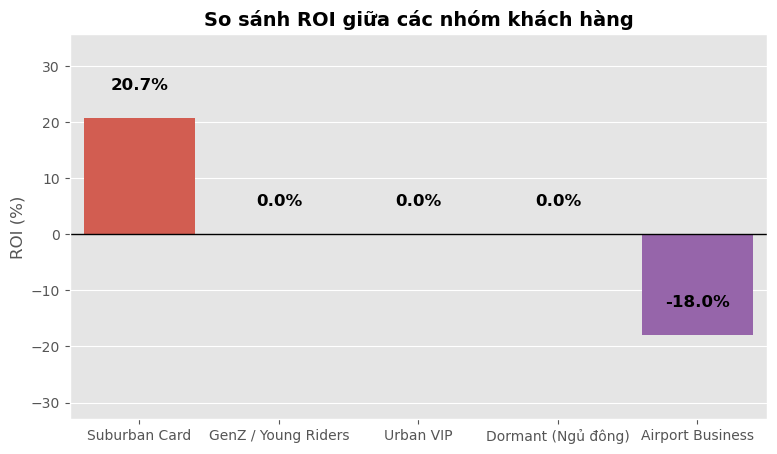 So sánh ROI giữa các nhóm khách hàng
ROI (%)
30
20
10
0
−10
−20
−30
20.7%
0.0%
0.0%
0.0%
-18.0%
Suburban Card
GenZ / Young Riders
Urban VIP
Dormant (Ngủ đông)
Airport Business